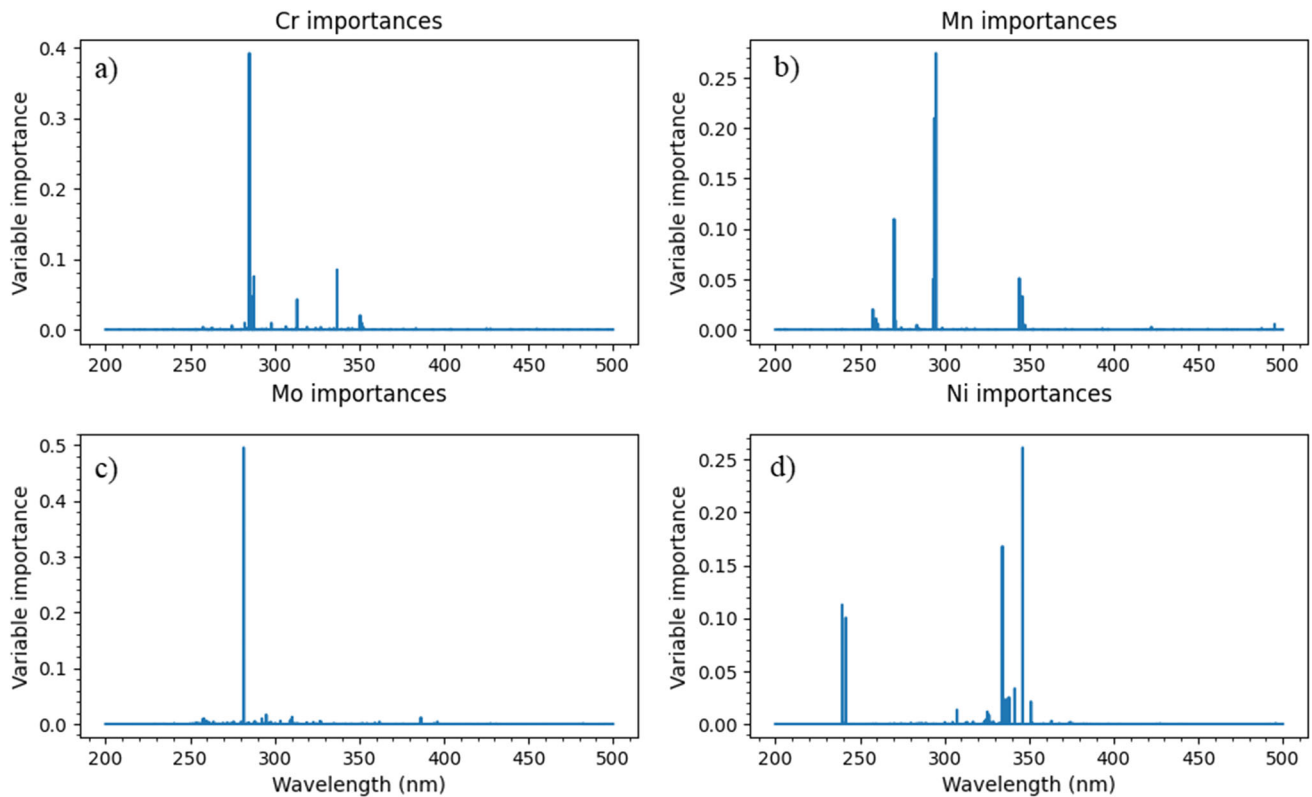 Cr importances
a)
Variable importance
0.4
0.3
0.2
0.1
0.0
200 250 300 350 400 450 500
Mn importances
b)
Variable importance
0.25
0.20
0.15
0.10
0.05
0.00
200 250 300 350 400 450 500
Mo importances
c)
Variable importance
0.5
0.4
0.3
0.2
0.1
0.0
200 250 300 350 400 450 500
Wavelength (nm)
Ni importances
d)
Variable importance
0.25
0.20
0.15
0.10
0.05
0.00
200 250 300 350 400 450 500
Wavelength (nm)